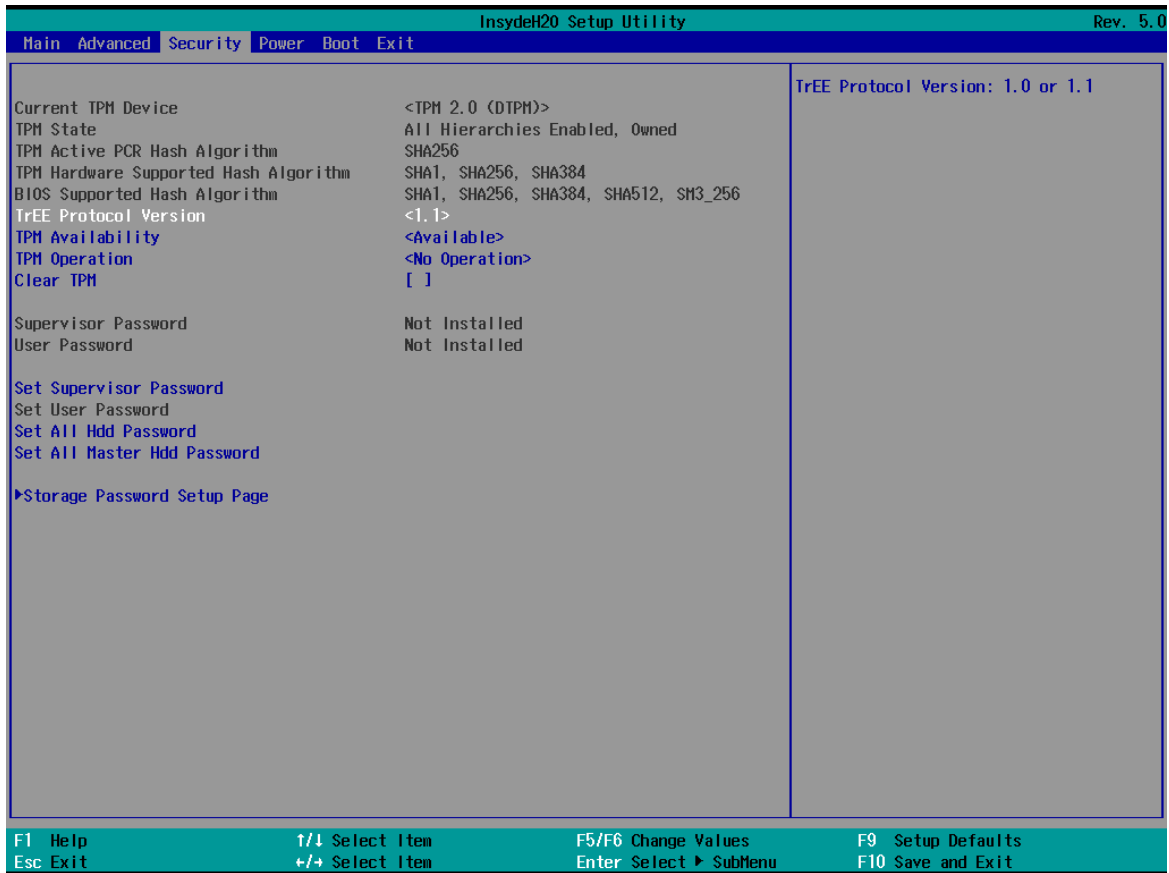 InsydeH20 Setup Utility Rev. 5.0
Main Advanced Security Power Boot Exit
TrEE Protocol Version: 1.0 or 1.1
Current TPM Device <TPM 2.0 (DTPM)>
TPM State All Hierarchies Enabled, Owned
TPM Active PCR Hash Algorithm SHA256
TPM Hardware Supported Hash Algorithm SHA1, SHA256, SHA384
BIOS Supported Hash Algorithm SHA1, SHA256, SHA384, SHA512, SM3_256
TrEE Protocol Version <1.1>
TPM Availability <Available>
TPM Operation <No Operation>
Clear TPM [ ]
Supervisor Password Not Installed
User Password Not Installed
Set Supervisor Password
Set User Password
Set All Hdd Password
Set All Master Hdd Password
▶Storage Password Setup Page
F1 Help ↑/↓ Select Item F5/F6 Change Values F9 Setup Defaults
Esc Exit ←/→ Select Item Enter Select ▶ SubMenu F10 Save and Exit